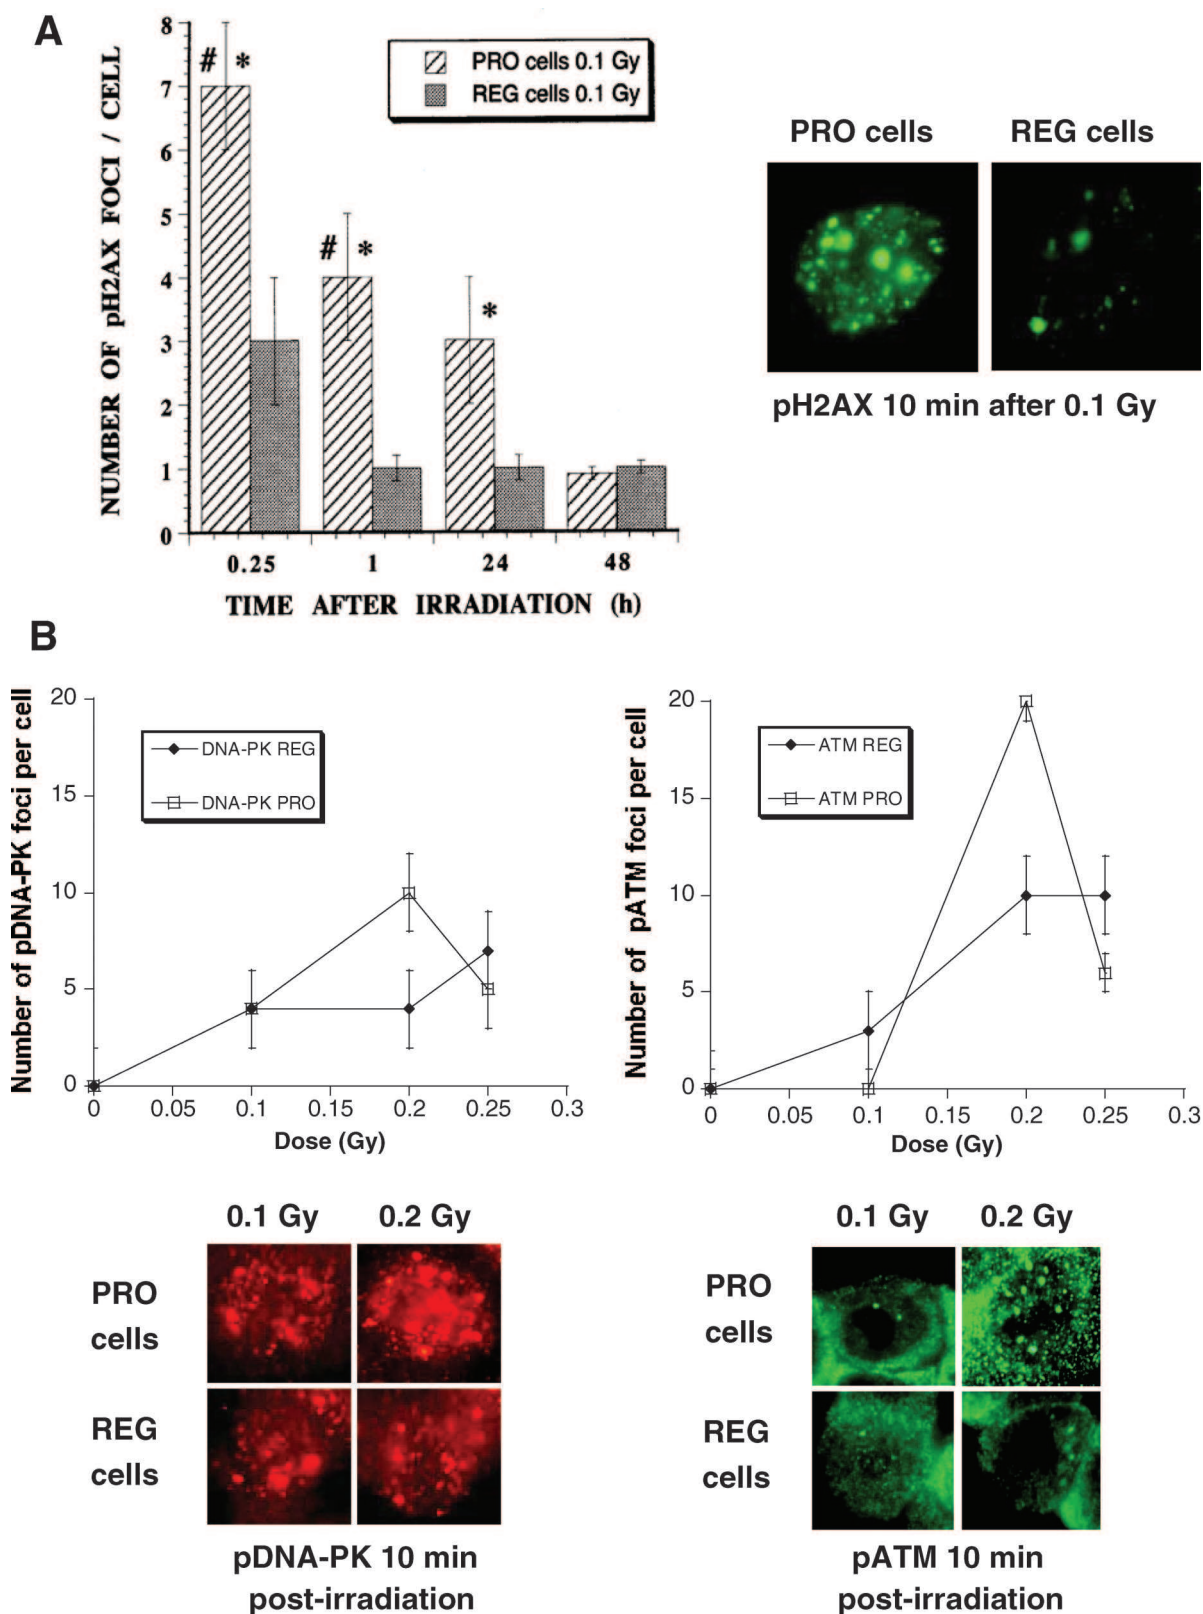 A
NUMBER OF pH2AX FOCI / CELL
8
7
6
5
4
3
2
1
0
# *
# *
*
PRO cells 0.1 Gy
REG cells 0.1 Gy
0.25 1 24 48
TIME AFTER IRRADIATION (h)
PRO cells REG cells
pH2AX 10 min after 0.1 Gy
B
Number of pDNA-PK foci per cell
20
15
10
5
0
DNA-PK REG
DNA-PK PRO
0 0.05 0.1 0.15 0.2 0.25 0.3
Dose (Gy)
Number of pATM foci per cell
20
15
10
5
0
ATM REG
ATM PRO
0 0.05 0.1 0.15 0.2 0.25 0.3
Dose (Gy)
0.1 Gy 0.2 Gy
PRO
cells
REG
cells
pDNA-PK 10 min
post-irradiation
0.1 Gy 0.2 Gy
PRO
cells
REG
cells
pATM 10 min
post-irradiation